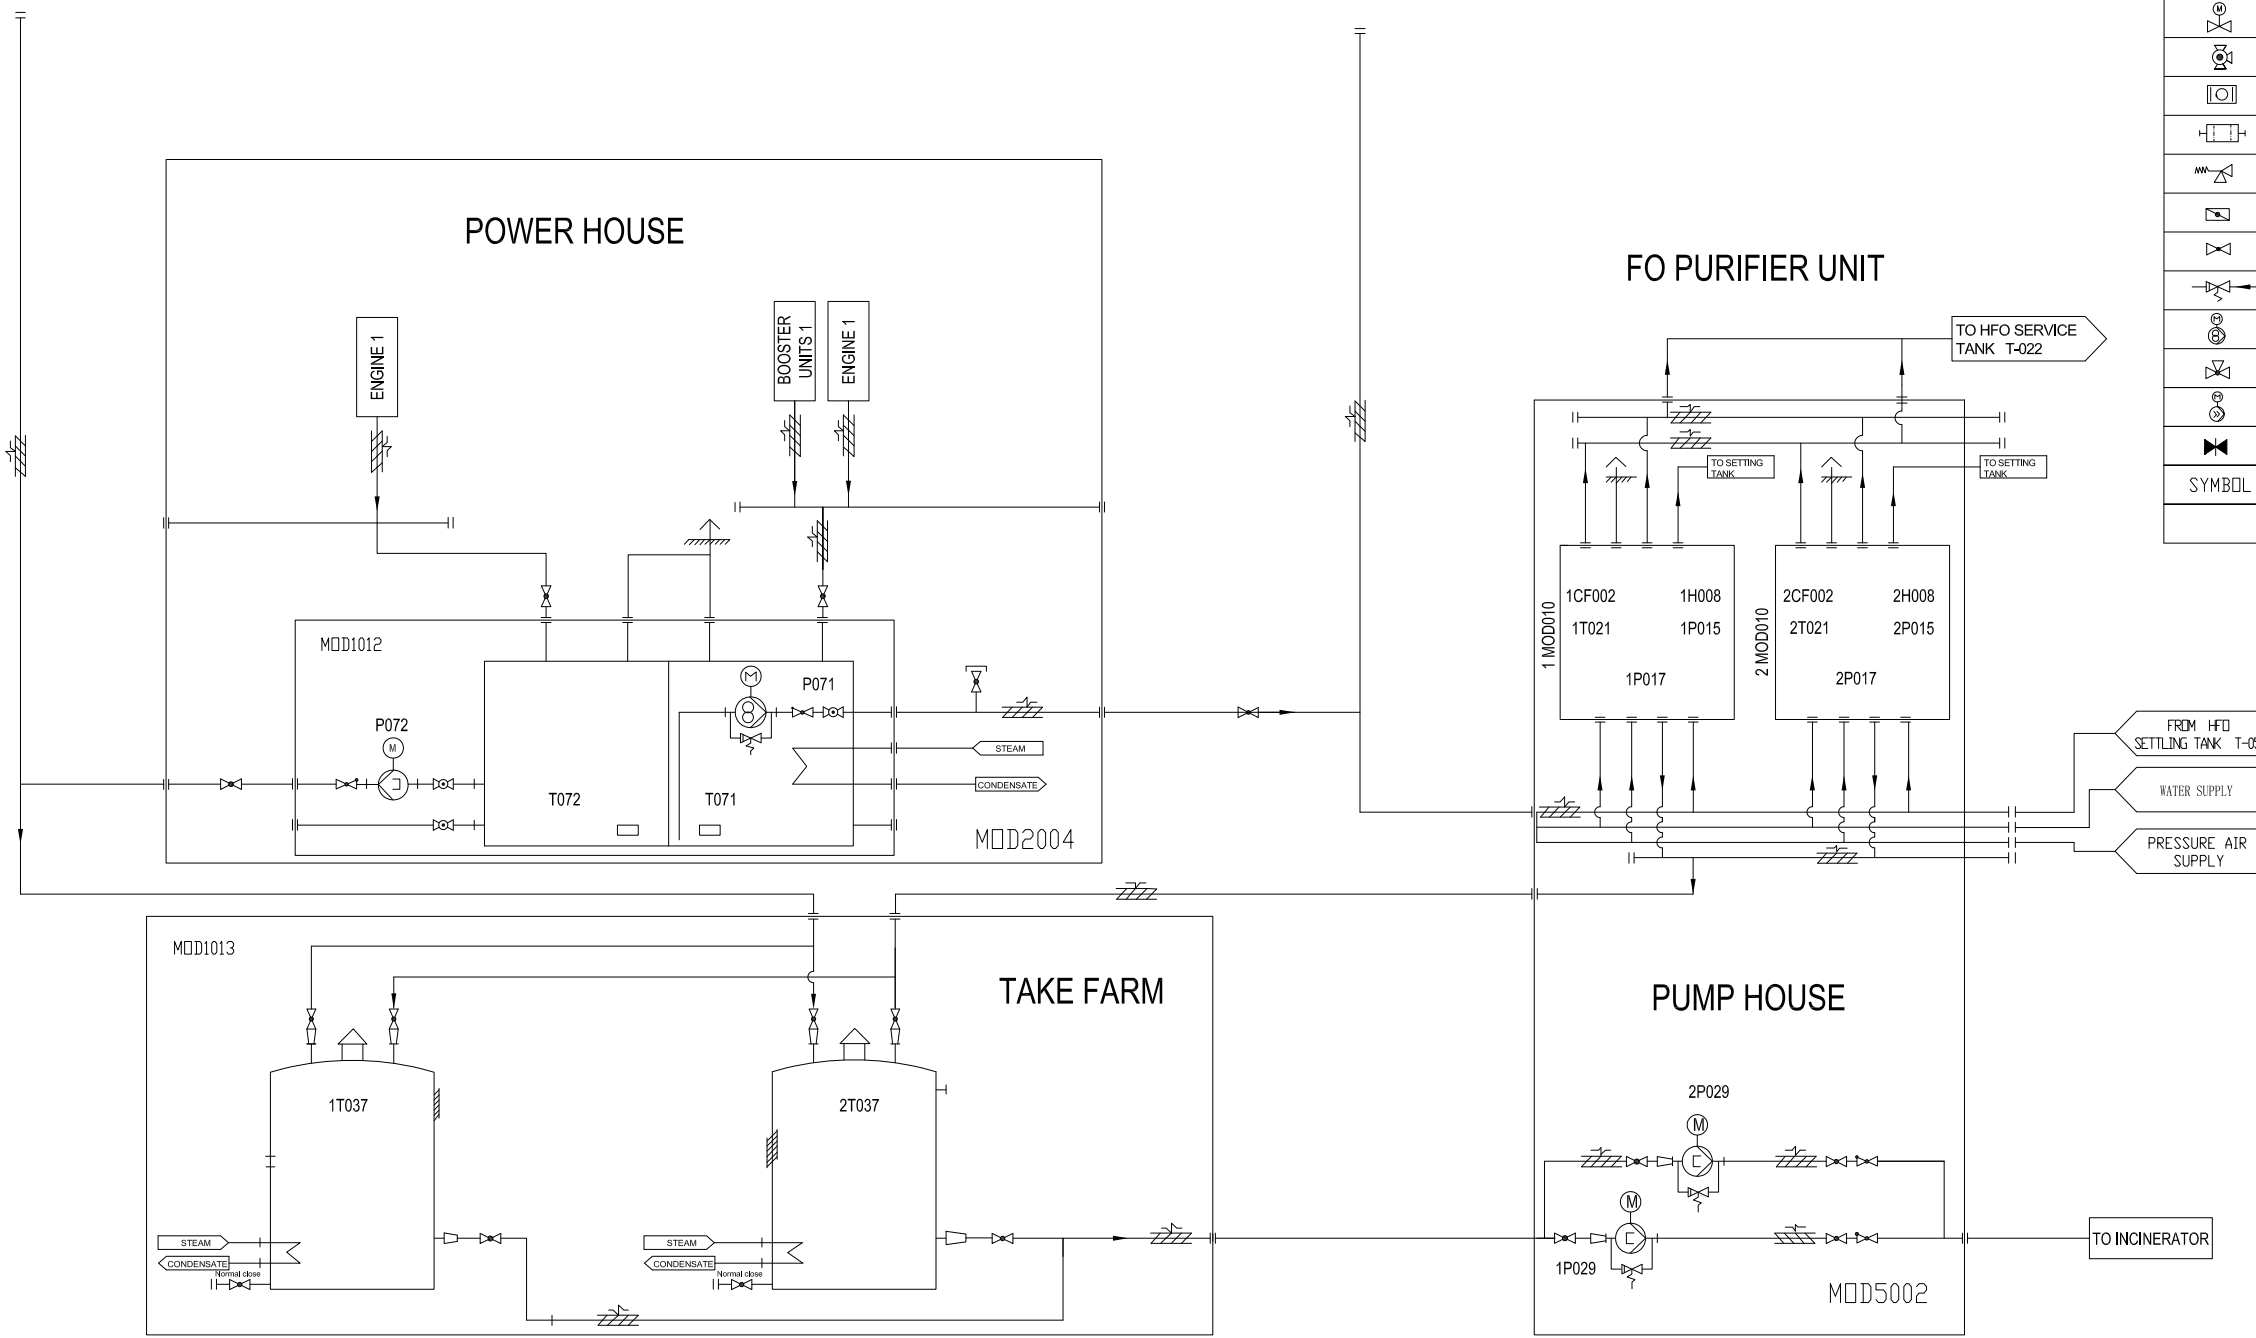 M
M
M
SYMBOL
POWER HOUSE
FO PURIFIER UNIT
ENGINE 1
BOOSTER
UNITS 1
ENGINE 1
TO HFO SERVICE
TANK T-022
TO SETTING
TANK
TO SETTING
TANK
MOD1012
P072
M
M
P071
STEAM
CONDENSATE
T072
T071
MOD2004
1 MOD010
1CF002
1H008
1T021
1P015
1P017
2 MOD010
2CF002
2H008
2T021
2P015
2P017
FROM HFO
SETTLING TANK T-05
WATER SUPPLY
PRESSURE AIR
SUPPLY
MOD1013
TAKE FARM
1T037
STEAM
CONDENSATE
Normal close
2T037
STEAM
CONDENSATE
Normal close
PUMP HOUSE
2P029
M
M
1P029
MOD5002
TO INCINERATOR